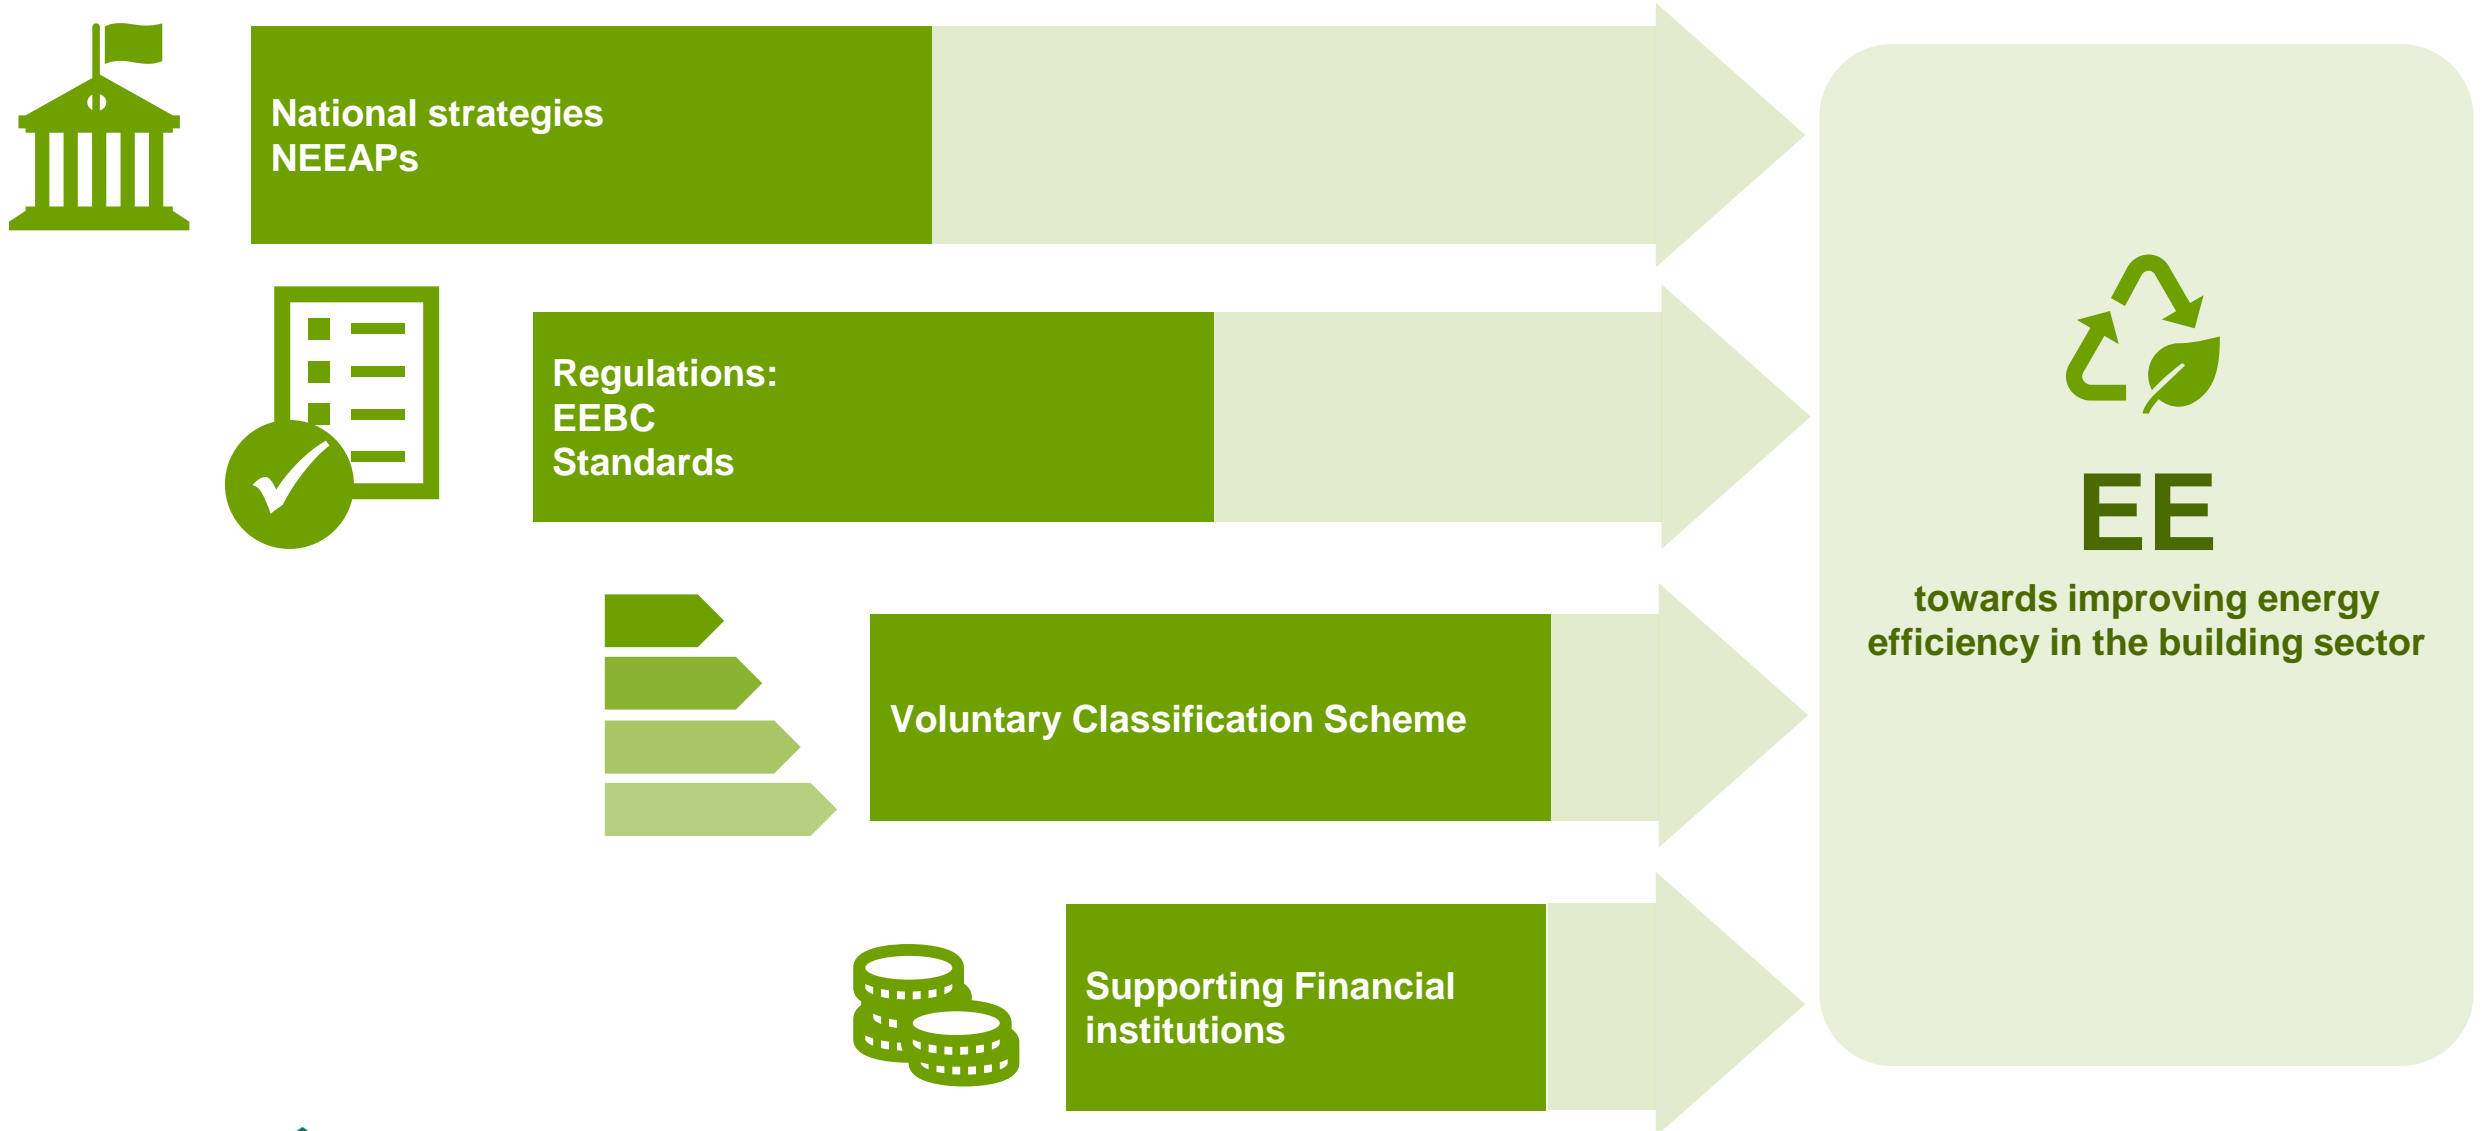 National strategies
NEEAPs
Regulations:
EEBC
Standards
Voluntary Classification Scheme
Supporting Financial
institutions
EE
towards improving energy
efficiency in the building sector